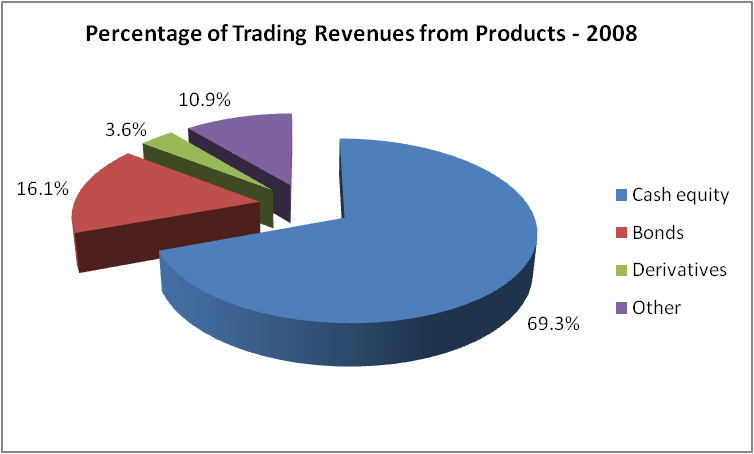 Percentage of Trading Revenues from Products - 2008
10.9%
3.6%
16.1%
69.3%
Cash equity
Bonds
Derivatives
Other